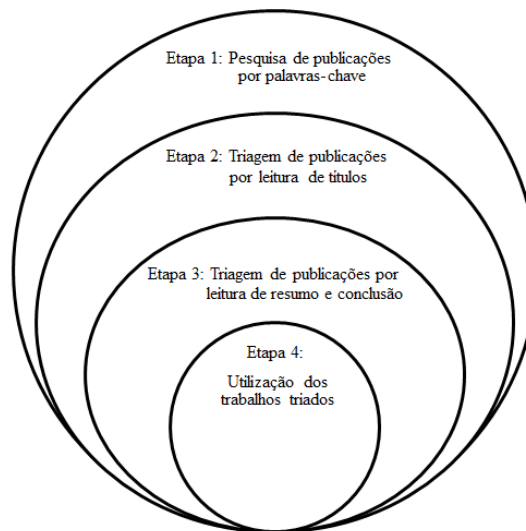 Etapa 1: Pesquisa de publicações
por palavras-chave
Etapa 2: Triagem de publicações
por leitura de titulos
Etapa 3: Triagem de publicações por
leitura de resumo e conclusão
Etapa 4:
Utilização dos
trabalhos triados